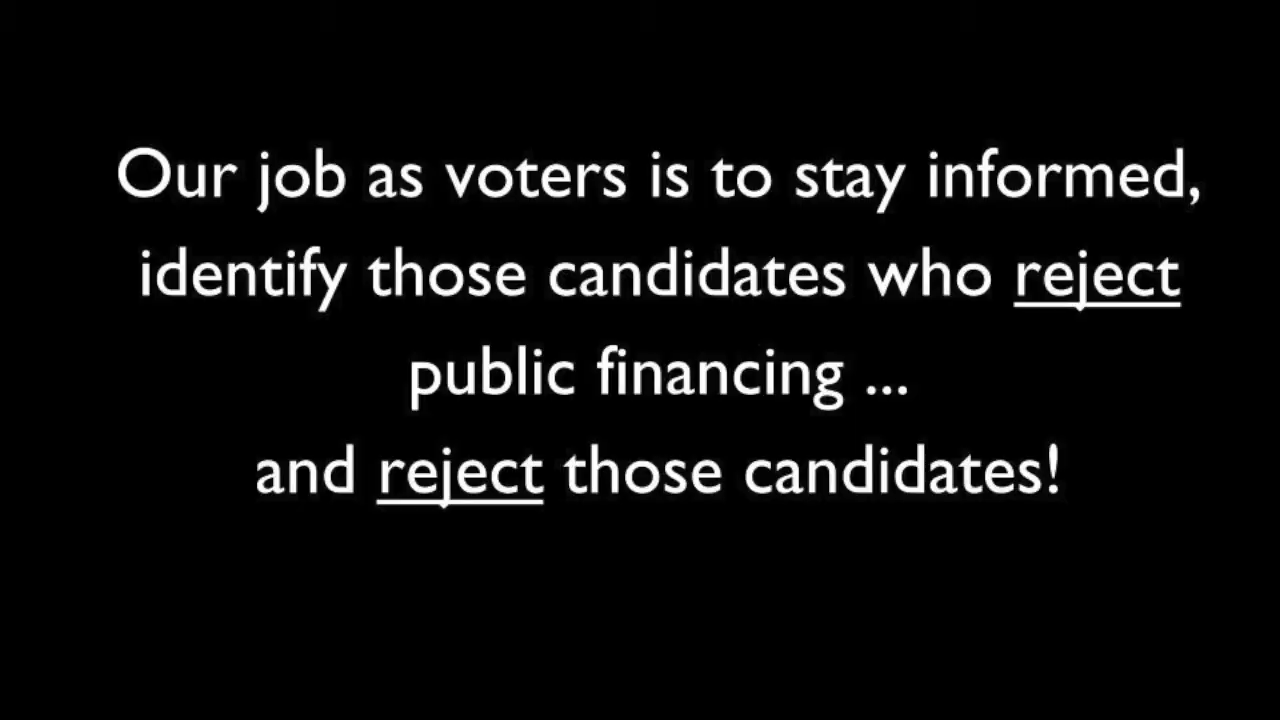 Our job as voters is to stay informed,
identify those candidates who reject
public financing ...
and reject those candidates!